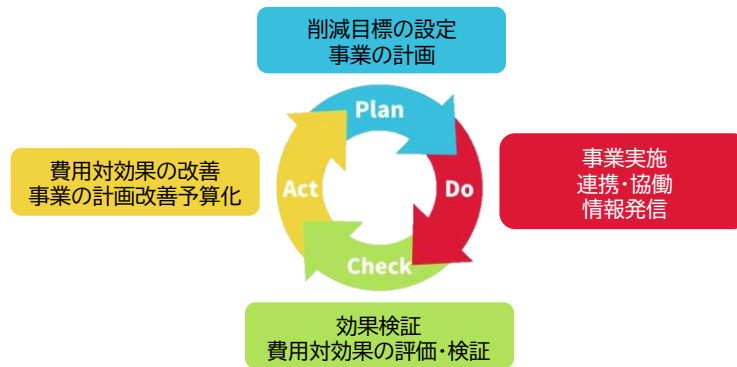 削減目標の設定
事業の計画
Plan
費用対効果の改善
事業の計画改善予算化
Act
Do
事業実施
連携・協働
情報発信
Check
効果検証
費用対効果の評価・検証